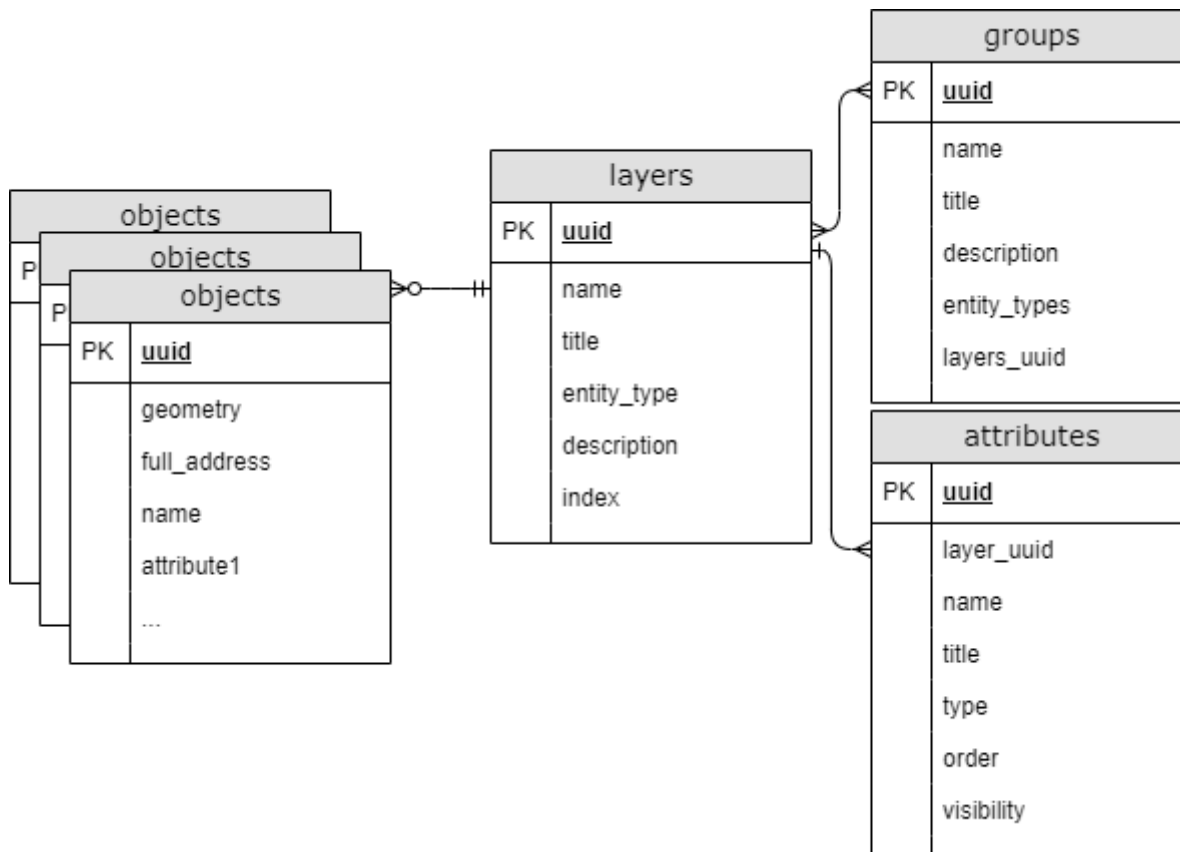 groups
PK uuid
name
title
description
entity_types
layers_uuid
layers
PK uuid
name
title
entity_type
description
index
objects
P
objects
P
objects
PK uuid
geometry
full_address
name
attribute1
...
attributes
PK uuid
layer_uuid
name
title
type
order
visibility